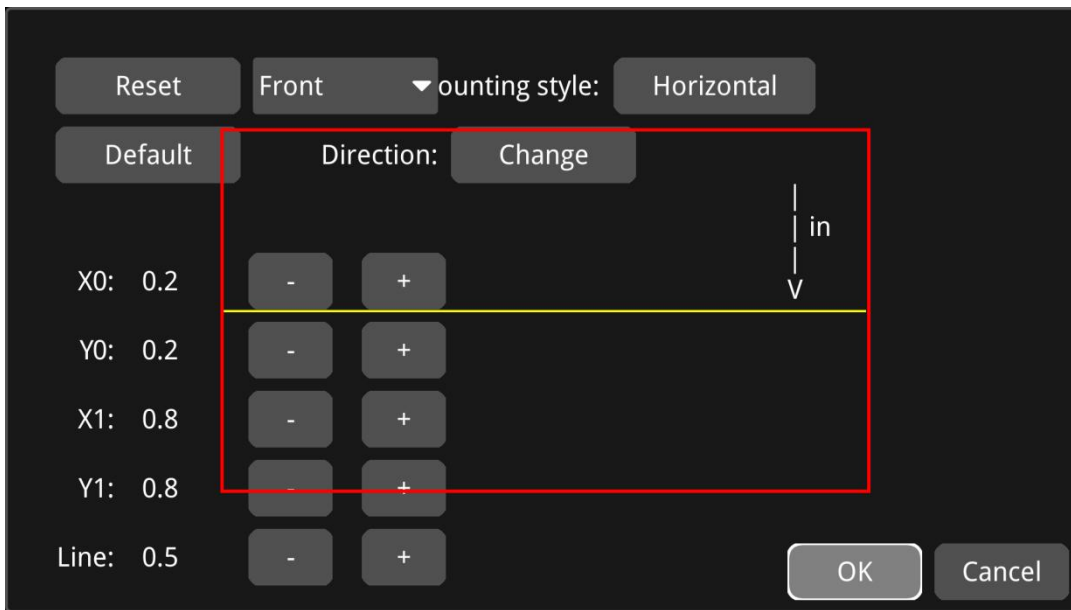 Reset Front ounting style: Horizontal
Default Direction: Change
in
X0: 0.2 - +
Y0: 0.2 - +
X1: 0.8 - +
Y1: 0.8 - +
Line: 0.5 - +
OK Cancel